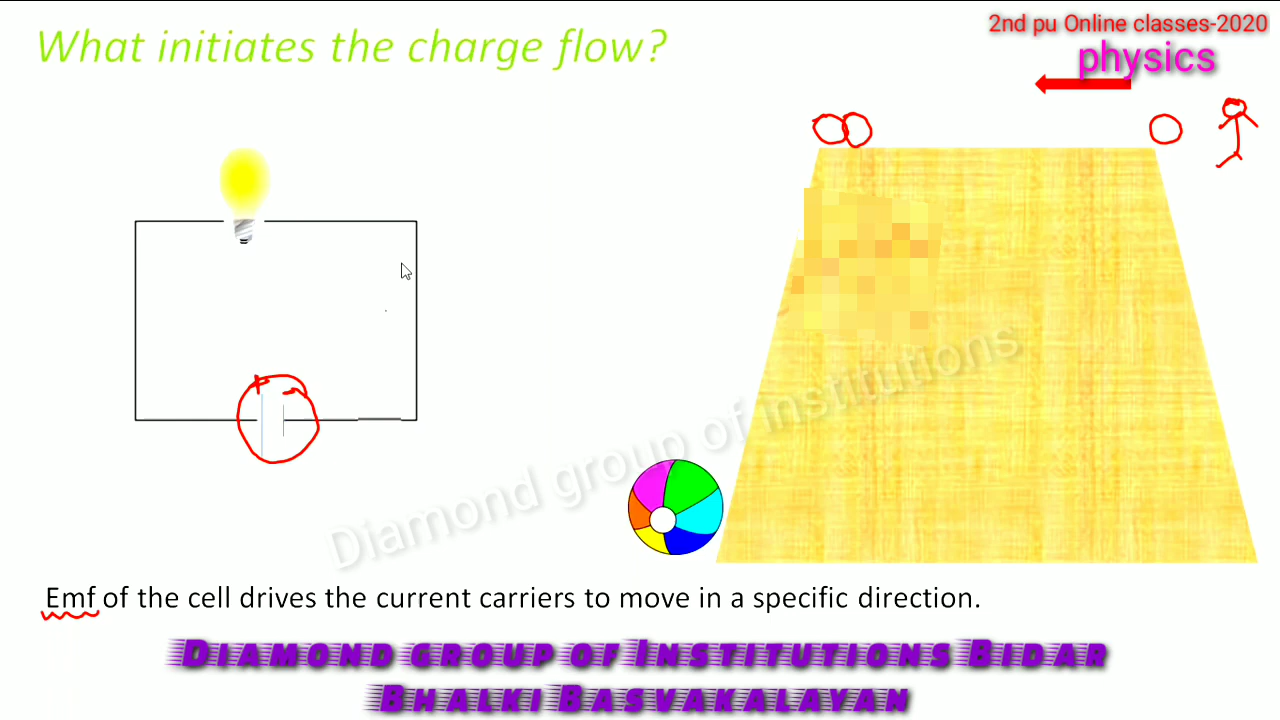 What initiates the charge flow?
2nd pu Online classes-2020
physics
+ -
Diamond group of institutions
Emf of the cell drives the current carriers to move in a specific direction.
Diamond group of Institutions Bidar
Bhalki Basvakalayan